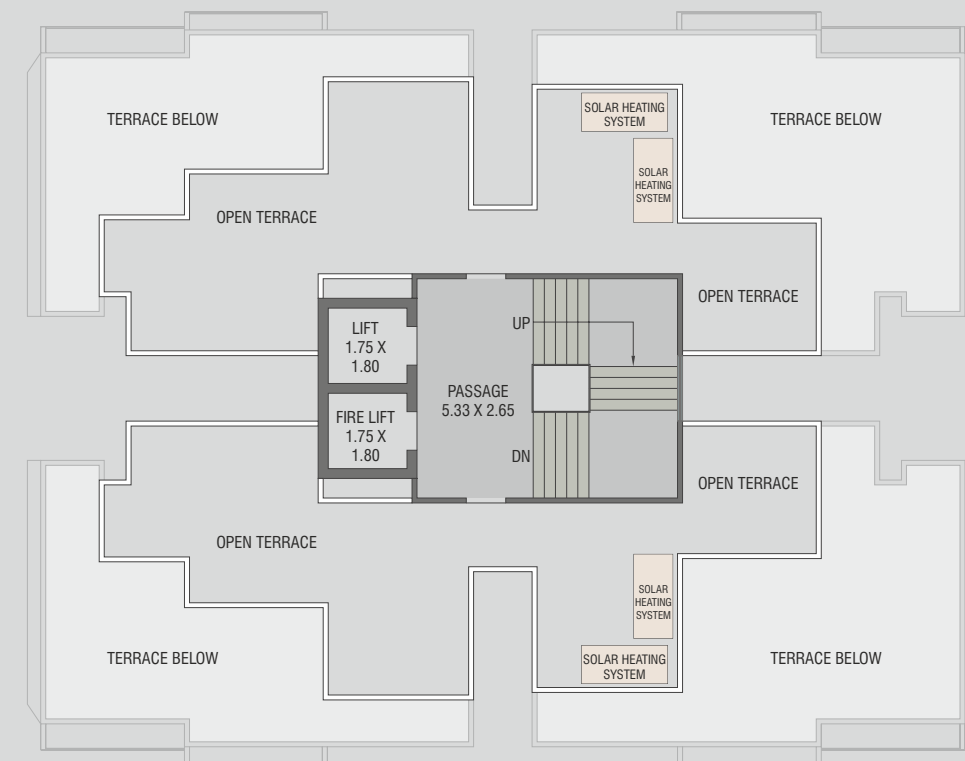 TERRACE BELOW
SOLAR HEATING
SYSTEM
TERRACE BELOW
SOLAR
HEATING
SYSTEM
OPEN TERRACE
OPEN TERRACE
LIFT
1.75 X
1.80
UP
PASSAGE
5.33 X 2.65
FIRE LIFT
1.75 X
1.80
DN
OPEN TERRACE
OPEN TERRACE
SOLAR
HEATING
SYSTEM
TERRACE BELOW
SOLAR HEATING
SYSTEM
TERRACE BELOW